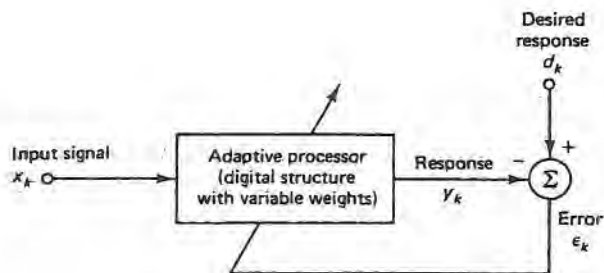 Desired
response
d_k
Input signal
x_k
Adaptive processor
(digital structure
with variable weights)
Response
y_k
−
+
Σ
Error
ϵ_k